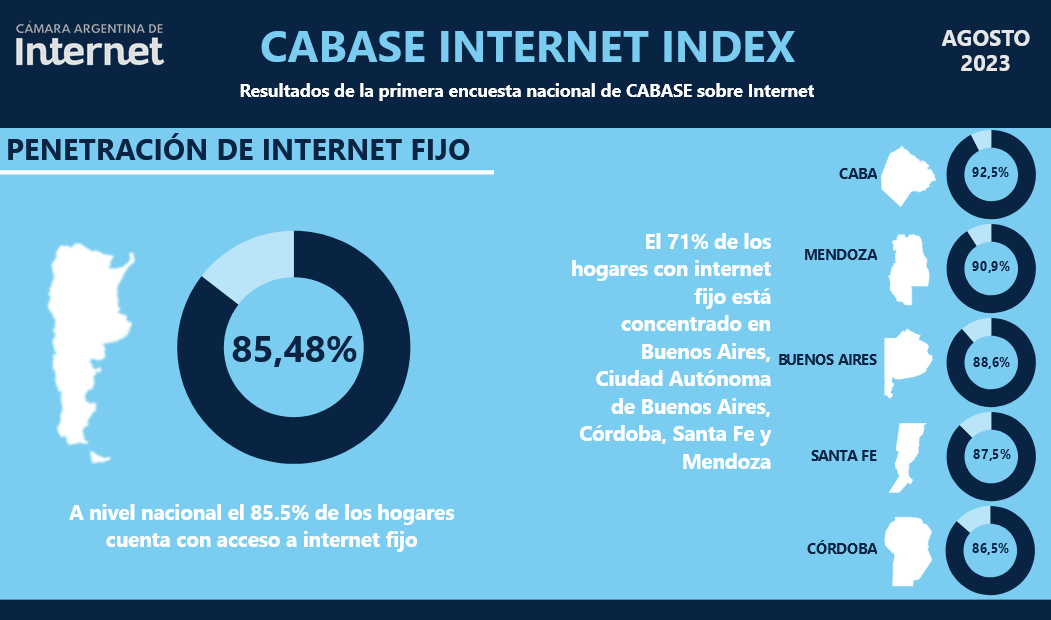 CÁMARA ARGENTINA DE
Internet
CABASE INTERNET INDEX
Resultados de la primera encuesta nacional de CABASE sobre Internet
AGOSTO
2023
PENETRACIÓN DE INTERNET FIJO
85,48%
A nivel nacional el 85.5% de los hogares
cuenta con acceso a internet fijo
El 71% de los
hogares con internet
fijo está
concentrado en
Buenos Aires,
Ciudad Autónoma
de Buenos Aires,
Córdoba, Santa Fe y
Mendoza
CABA
92,5%
MENDOZA
90,9%
BUENOS AIRES
88,6%
SANTA FE
87,5%
CÓRDOBA
86,5%